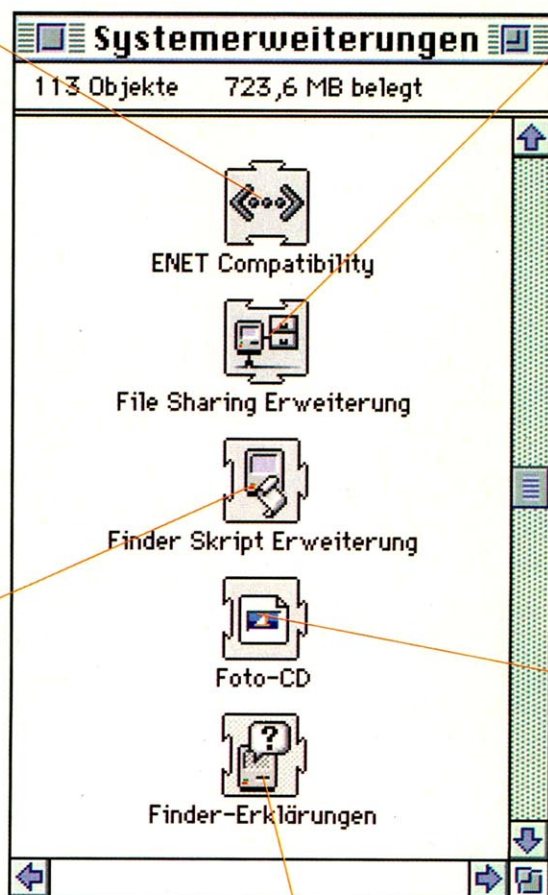 Systemerweiterungen
113 Objekte 723,6 MB belegt
ENET Compatibility
File Sharing Erweiterung
Finder Skript Erweiterung
Foto-CD
?
Finder-Erklärungen